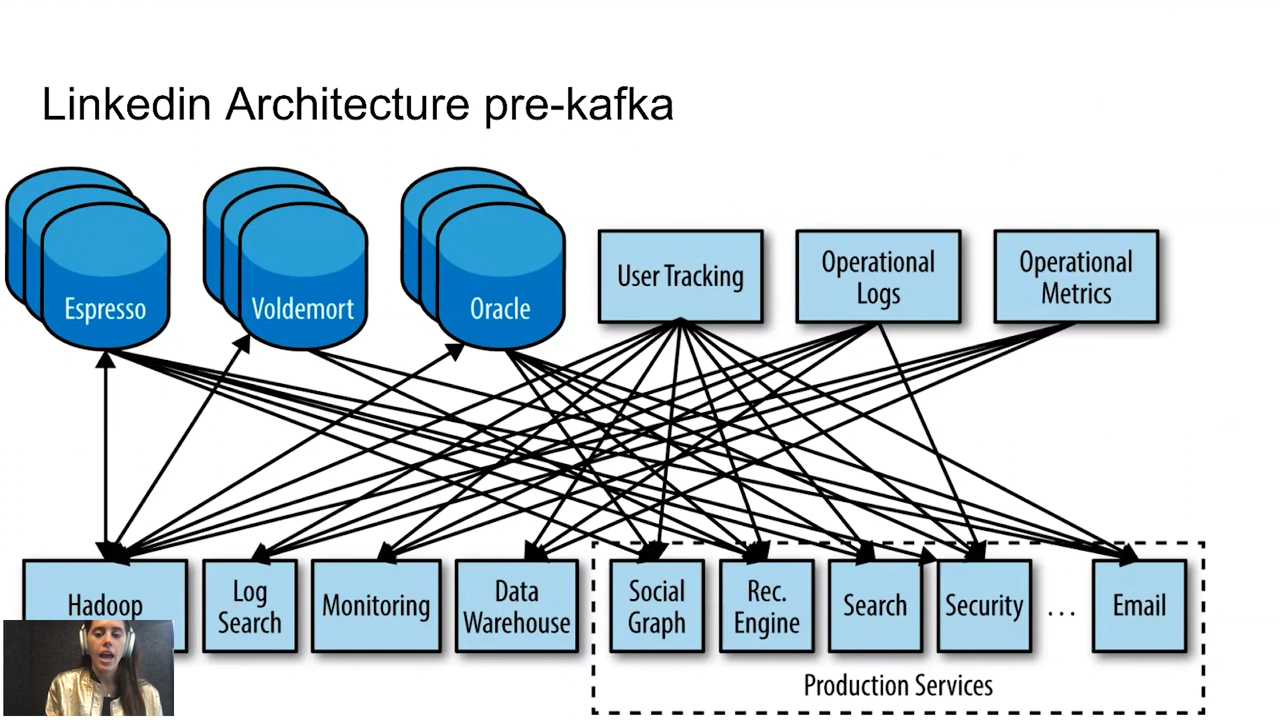 Linkedin Architecture pre-kafka
Espresso
Voldemort
Oracle
User Tracking
Operational
Logs
Operational
Metrics
Hadoop
Log
Search
Monitoring
Data
Warehouse
Social
Graph
Rec.
Engine
Search
Security
...
Email
Production Services